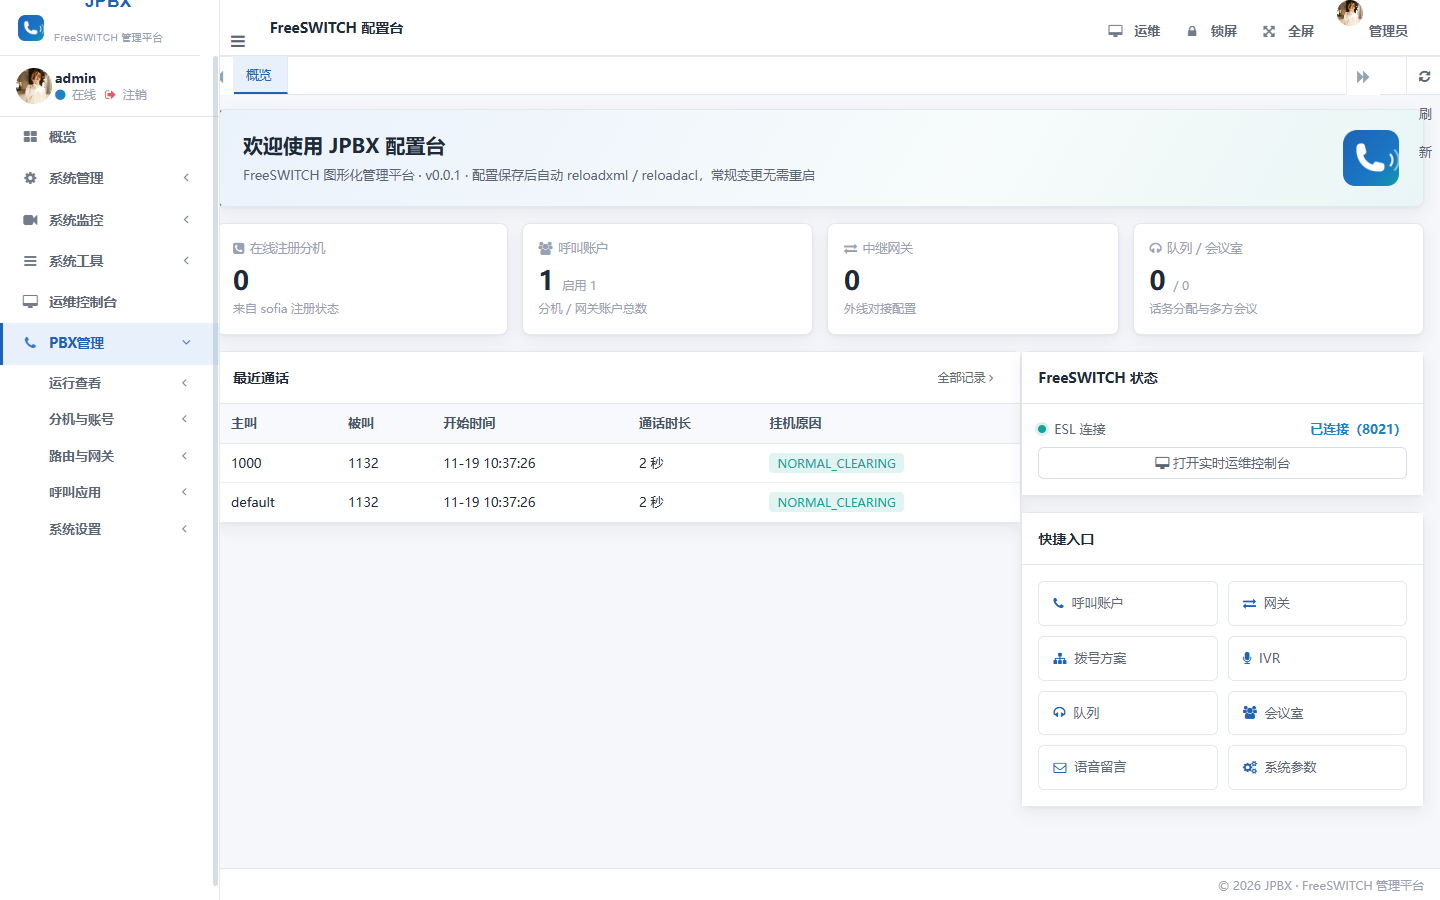 JPBX
FreeSWITCH 管理平台
admin
在线 注销
概览
系统管理
系统监控
系统工具
运维控制台
PBX管理
运行查看
分机与账号
路由与网关
呼叫应用
系统设置
FreeSWITCH 配置台
运维 锁屏 全屏 管理员
概览
刷
新
欢迎使用 JPBX 配置台
FreeSWITCH 图形化管理平台 · v0.0.1 · 配置保存后自动 reloadxml / reloadacl，常规变更无需重启
在线注册分机
0
来自 sofia 注册状态
呼叫账户
1 启用 1
分机 / 网关账户总数
中继网关
0
外线对接配置
队列 / 会议室
0 / 0
话务分配与多方会议
最近通话 全部记录
主叫 被叫 开始时间 通话时长 挂机原因
1000 1132 11-19 10:37:26 2 秒 NORMAL_CLEARING
default 1132 11-19 10:37:26 2 秒 NORMAL_CLEARING
FreeSWITCH 状态
ESL 连接 已连接（8021）
打开实时运维控制台
快捷入口
呼叫账户 网关
拨号方案 IVR
队列 会议室
语音留言 系统参数
© 2026 JPBX · FreeSWITCH 管理平台